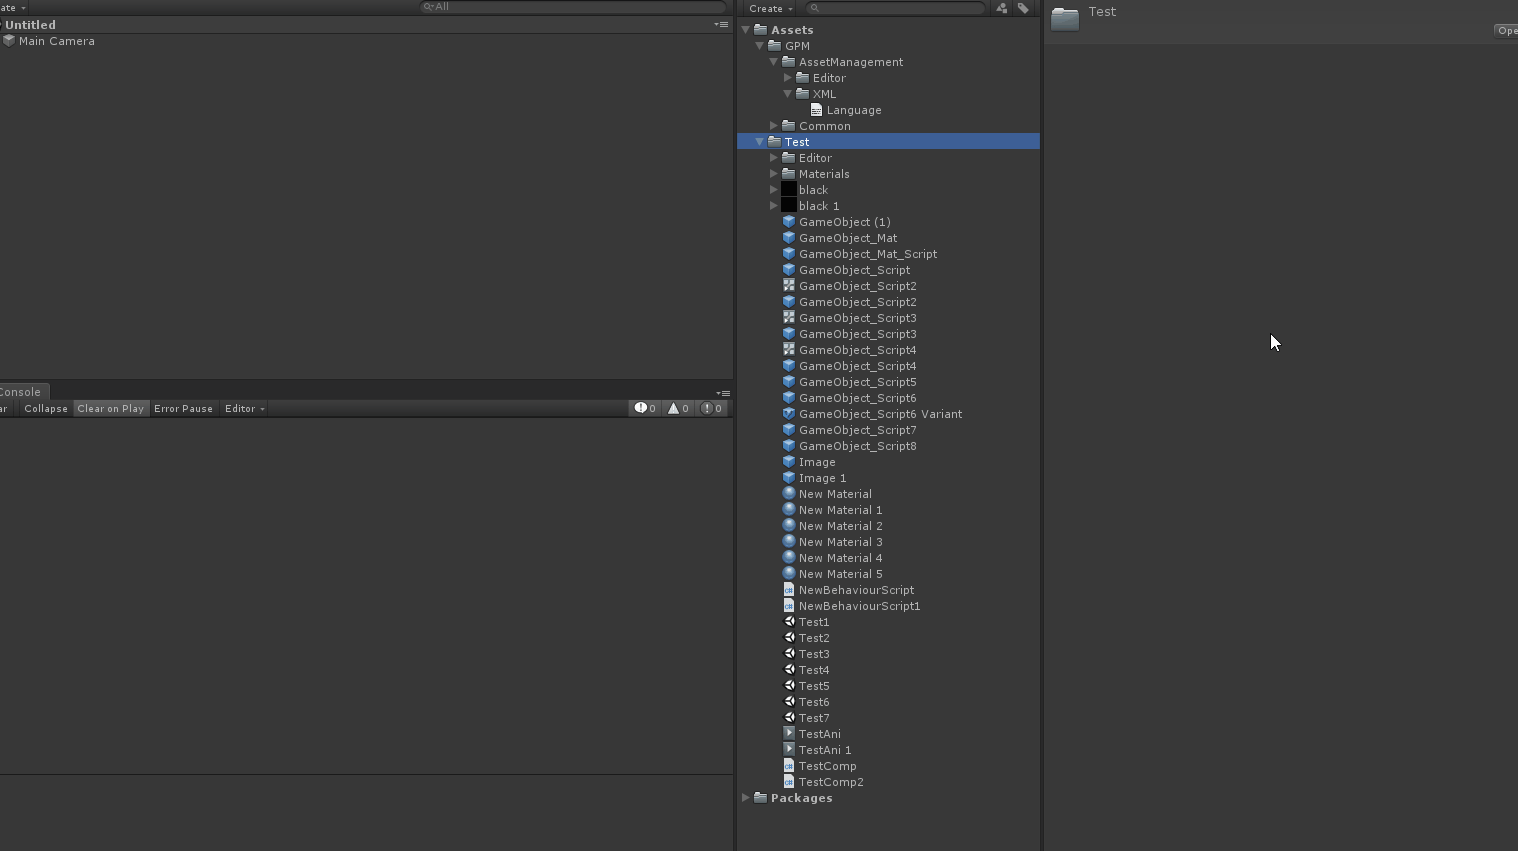 ate
All
Untitled
Main Camera
Console
ar Collapse Clear on Play Error Pause Editor 0 0 0
Create
Assets
GPM
AssetManagement
Editor
XML
Language
Common
Test
Editor
Materials
black
black 1
GameObject (1)
GameObject_Mat
GameObject_Mat_Script
GameObject_Script
GameObject_Script2
GameObject_Script2
GameObject_Script3
GameObject_Script3
GameObject_Script4
GameObject_Script4
GameObject_Script5
GameObject_Script6
GameObject_Script6 Variant
GameObject_Script7
GameObject_Script8
Image
Image 1
New Material
New Material 1
New Material 2
New Material 3
New Material 4
New Material 5
NewBehaviourScript
NewBehaviourScript1
Test1
Test2
Test3
Test4
Test5
Test6
Test7
TestAni
TestAni 1
TestComp
TestComp2
Packages
Test
Ope